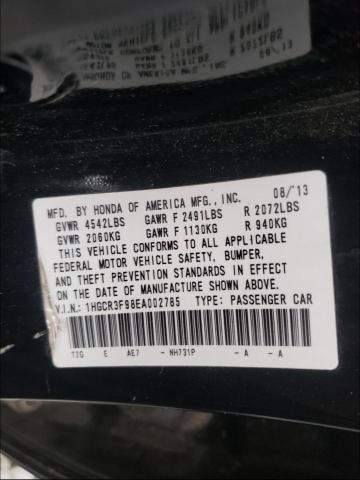 MFD. BY HONDA OF AMERICA MFG., INC. 08/'13
GVWR 4542LBS GAWR F 2491LBS R 2072LBS
GVWR 2060KG GAWR F 1130KG R 940KG
THIS VEHICLE CONFORMS TO ALL APPLICABLE
FEDERAL MOTOR VEHICLE SAFETY, BUMPER,
AND THEFT PREVENTION STANDARDS IN EFFECT
ON THE DATE OF MANUFACTURE SHOWN ABOVE.
V.I.N.: 1HGCR3F98EA002785 TYPE: PASSENGER CAR
E AE7 - NH731P - A - A